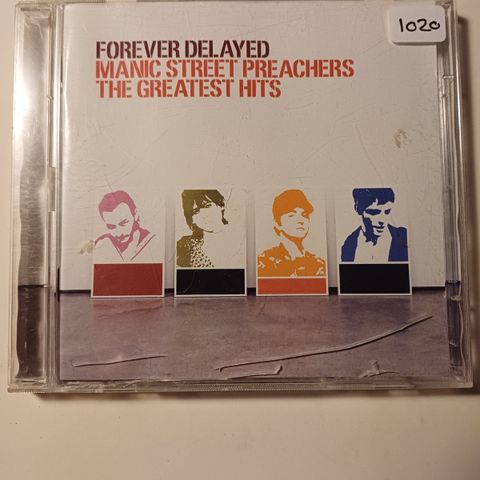 1020
FOREVER DELAYED
MANIC STREET PREACHERS
THE GREATEST HITS